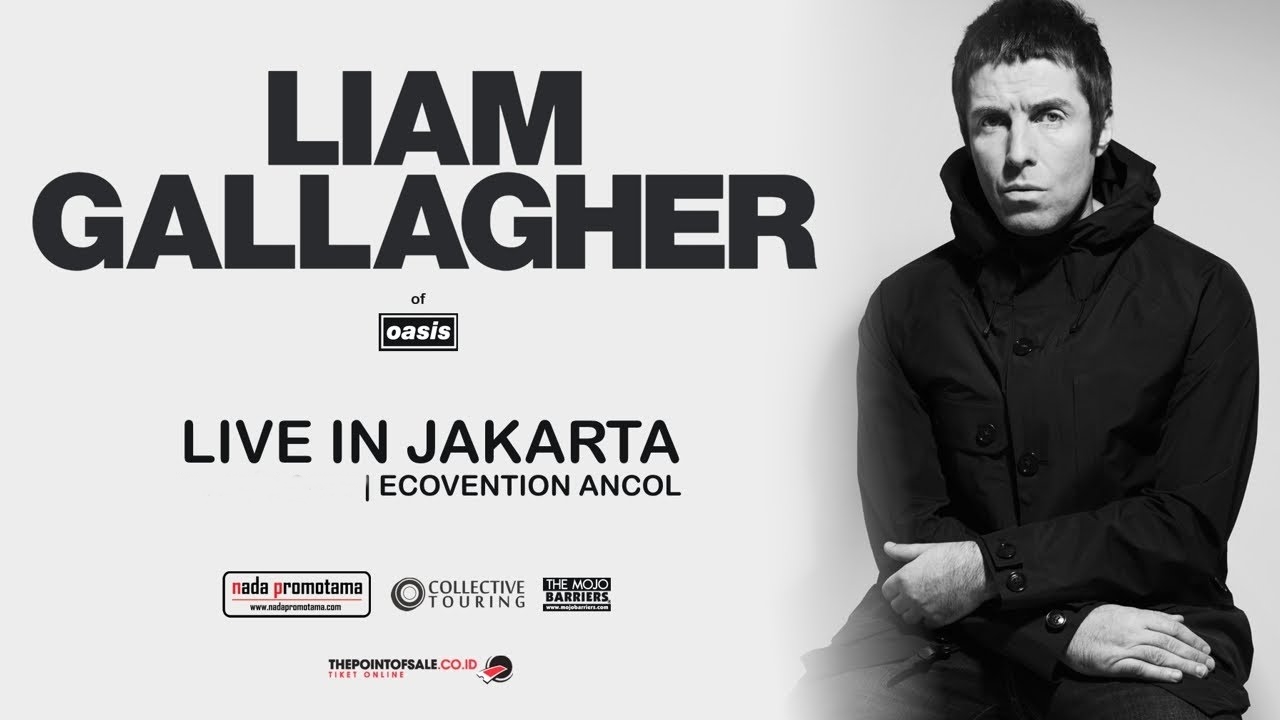 LIAM
GALLAGHER
of
oasis
LIVE IN JAKARTA
| ECOVENTION ANCOL
nada promotama
www.nadapromotama.com
COLLECTIVE
TOURING
THE MOJO
BARRIERS
www.mojobarriers.com
THEPOINTOFSALE.CO.ID
TIKET ONLINE